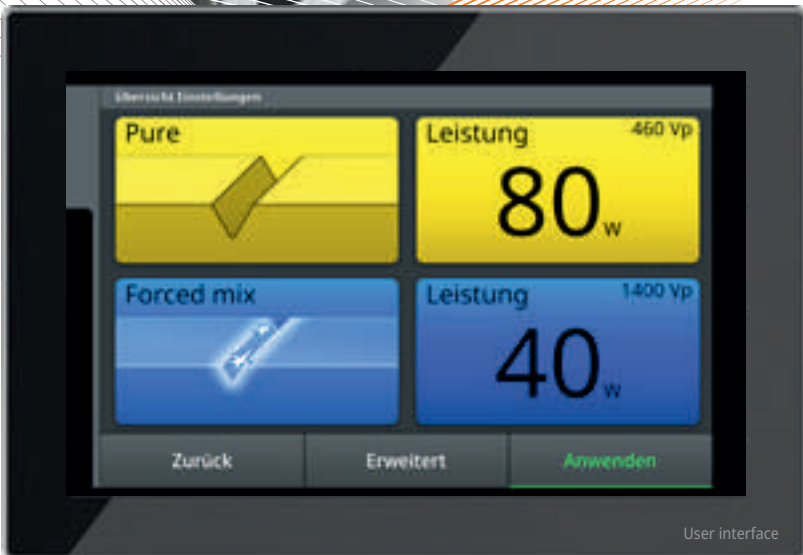 Übersicht Einstellungen
Pure
Leistung
460 Vp
80 W
Forced mix
Leistung
1400 Vp
40 W
Zurück
Erweitert
Anwenden
User interface